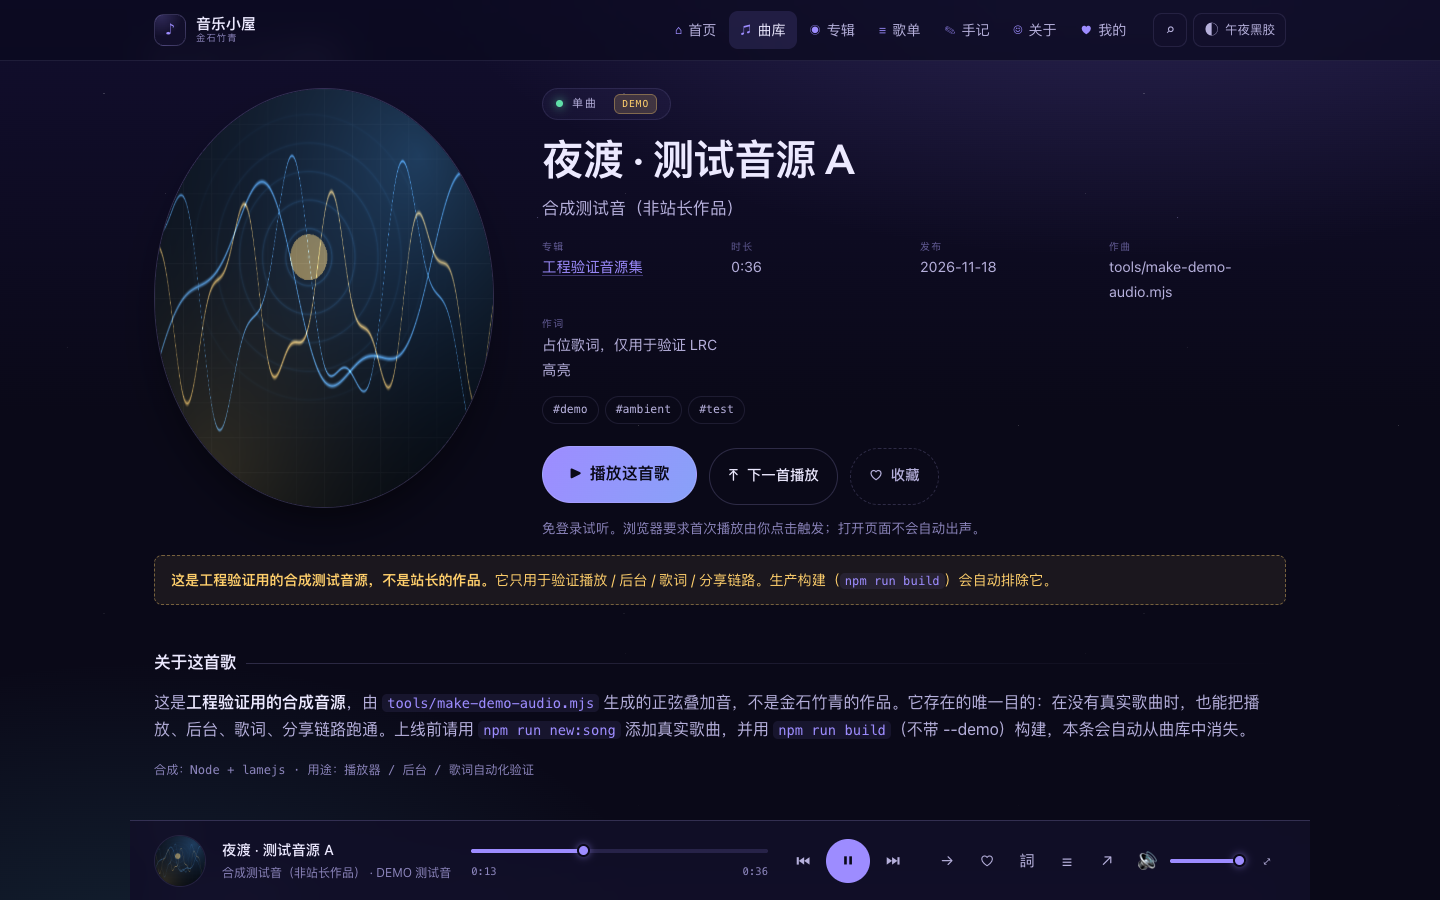 音乐小屋
金石竹青
首页
曲库
专辑
歌单
手记
关于
我的
午夜黑胶
单曲
DEMO
夜渡 · 测试音源 A
合成测试音（非站长作品）
专辑
时长
发布
作曲
工程验证音源集
0:36
2026-11-18
tools/make-demo-
audio.mjs
作词
占位歌词，仅用于验证 LRC
高亮
#demo
#ambient
#test
播放这首歌
下一首播放
收藏
免登录试听。浏览器要求首次播放由你点击触发；打开页面不会自动出声。
这是工程验证用的合成测试音源，不是站长的作品。它只用于验证播放 / 后台 / 歌词 / 分享链路。生产构建（npm run build）会自动排除它。
关于这首歌
这是工程验证用的合成音源，由 tools/make-demo-audio.mjs 生成的正弦叠加音，不是金石竹青的作品。它存在的唯一目的：在没有真实歌曲时，也能把播
放、后台、歌词、分享链路跑通。上线前请用 npm run new:song 添加真实歌曲，并用 npm run build（不带 --demo）构建，本条会自动从曲库中消失。
合成：Node + lamejs · 用途：播放器 / 后台 / 歌词自动化验证
夜渡 · 测试音源 A
合成测试音（非站长作品） · DEMO 测试音
0:13
0:36
詞